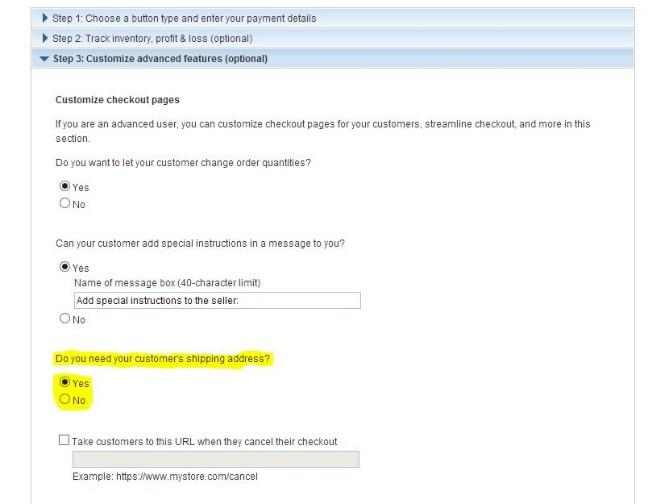 Step 1: Choose a button type and enter your payment details
Step 2: Track inventory, profit & loss (optional)
Step 3: Customize advanced features (optional)
Customize checkout pages
If you are an advanced user, you can customize checkout pages for your customers, streamline checkout, and more in this
section.
Do you want to let your customer change order quantities?
Yes
No
Can your customer add special instructions in a message to you?
Yes
Name of message box (40-character limit)
Add special instructions to the seller:
No
Do you need your customer's shipping address?
Yes
No
Take customers to this URL when they cancel their checkout
Example: https://www.mystore.com/cancel